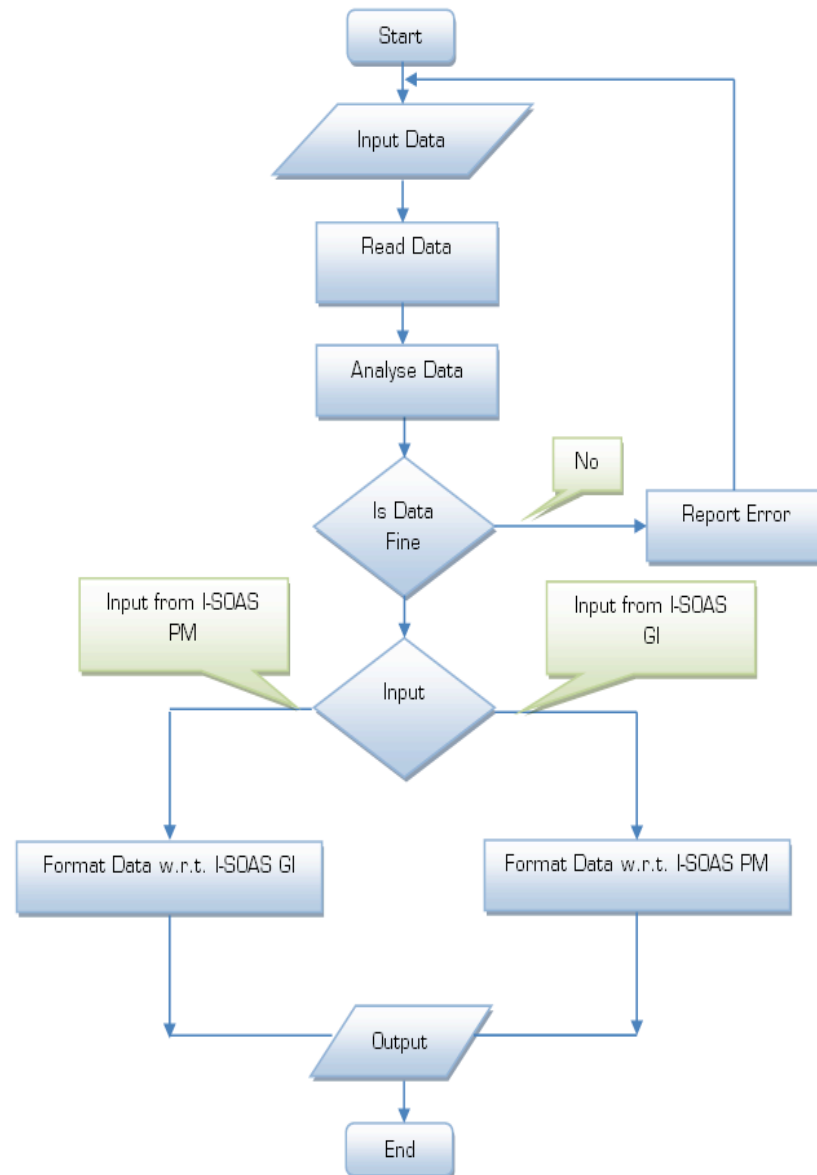 Start
Input Data
Read Data
Analyse Data
Is Data
Fine
No
Report Error
Input from I-SOAS
PM
Input from I-SOAS
GI
Input
Format Data w.r.t. I-SOAS GI
Format Data w.r.t. I-SOAS PM
Output
End